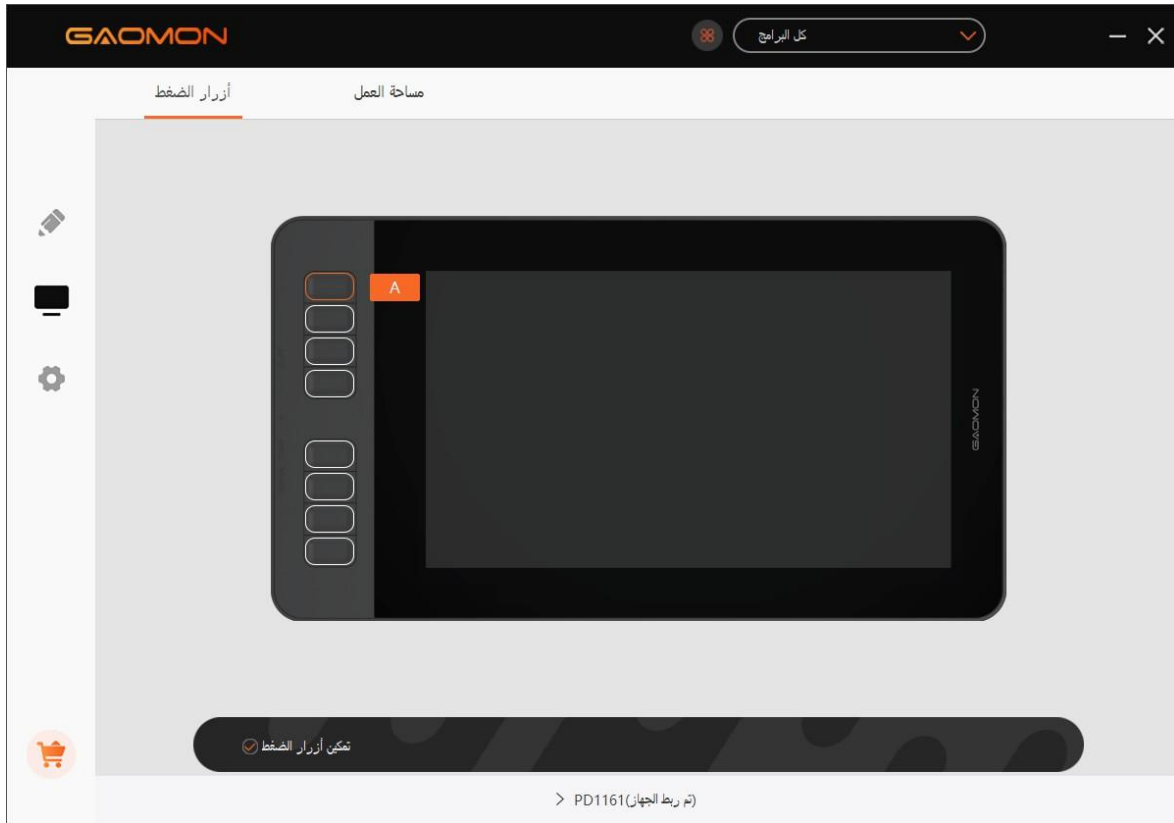 GAOMON
كل البرامج
أزرار الضغط
مساحة العمل
A
GAOMON
تمكين أزرار الضغط
PD1161(تم ربط الجهاز)